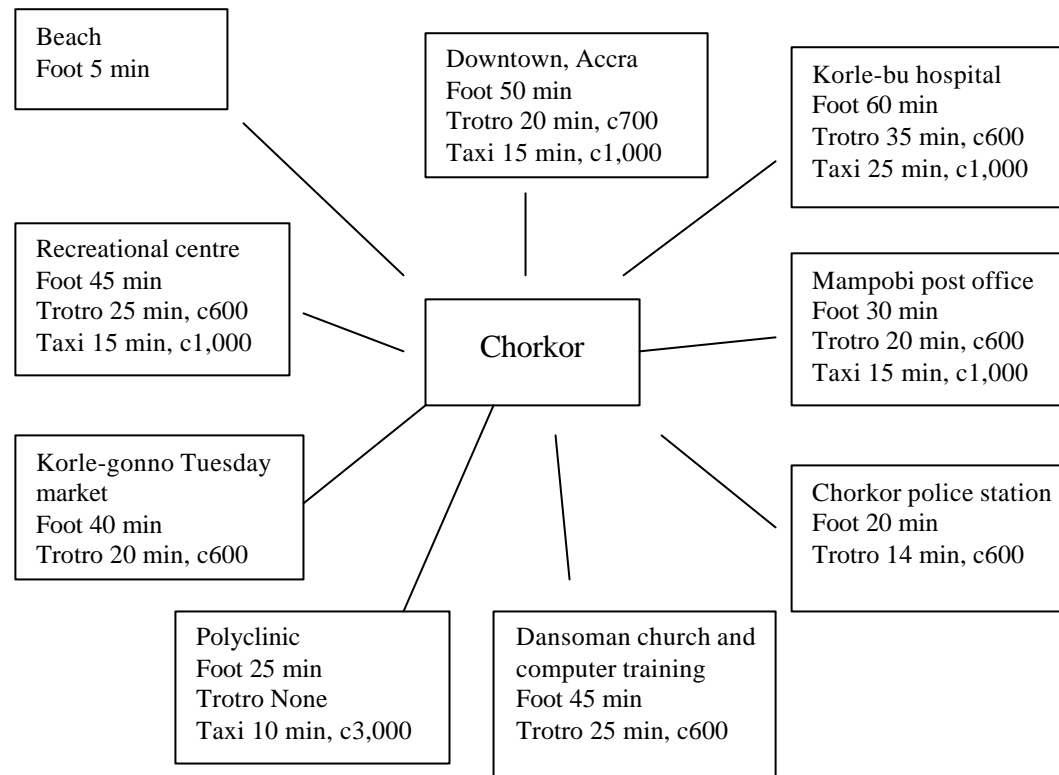 Beach
Foot 5 min
Downtown, Accra
Foot 50 min
Trotro 20 min, c700
Taxi 15 min, c1,000
Korle-bu hospital
Foot 60 min
Trotro 35 min, c600
Taxi 25 min, c1,000
Recreational centre
Foot 45 min
Trotro 25 min, c600
Taxi 15 min, c1,000
Chorkor
Mampobi post office
Foot 30 min
Trotro 20 min, c600
Taxi 15 min, c1,000
Korle-gonno Tuesday
market
Foot 40 min
Trotro 20 min, c600
Chorkor police station
Foot 20 min
Trotro 14 min, c600
Polyclinic
Foot 25 min
Trotro None
Taxi 10 min, c3,000
Dansoman church and
computer training
Foot 45 min
Trotro 25 min, c600